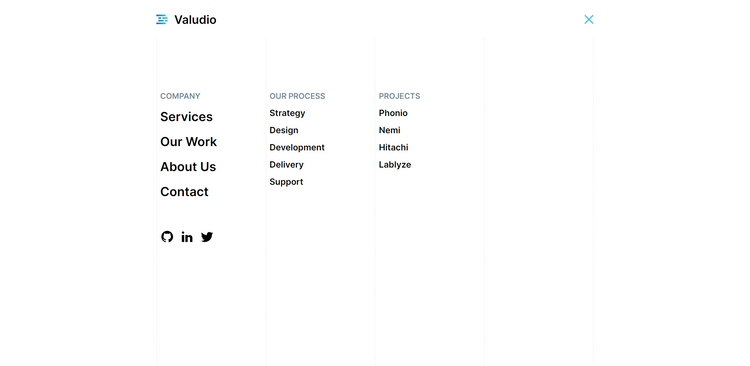 Valudio
COMPANY
Services
Our Work
About Us
Contact
OUR PROCESS
Strategy
Design
Development
Delivery
Support
PROJECTS
Phonio
Nemi
Hitachi
Lablyze